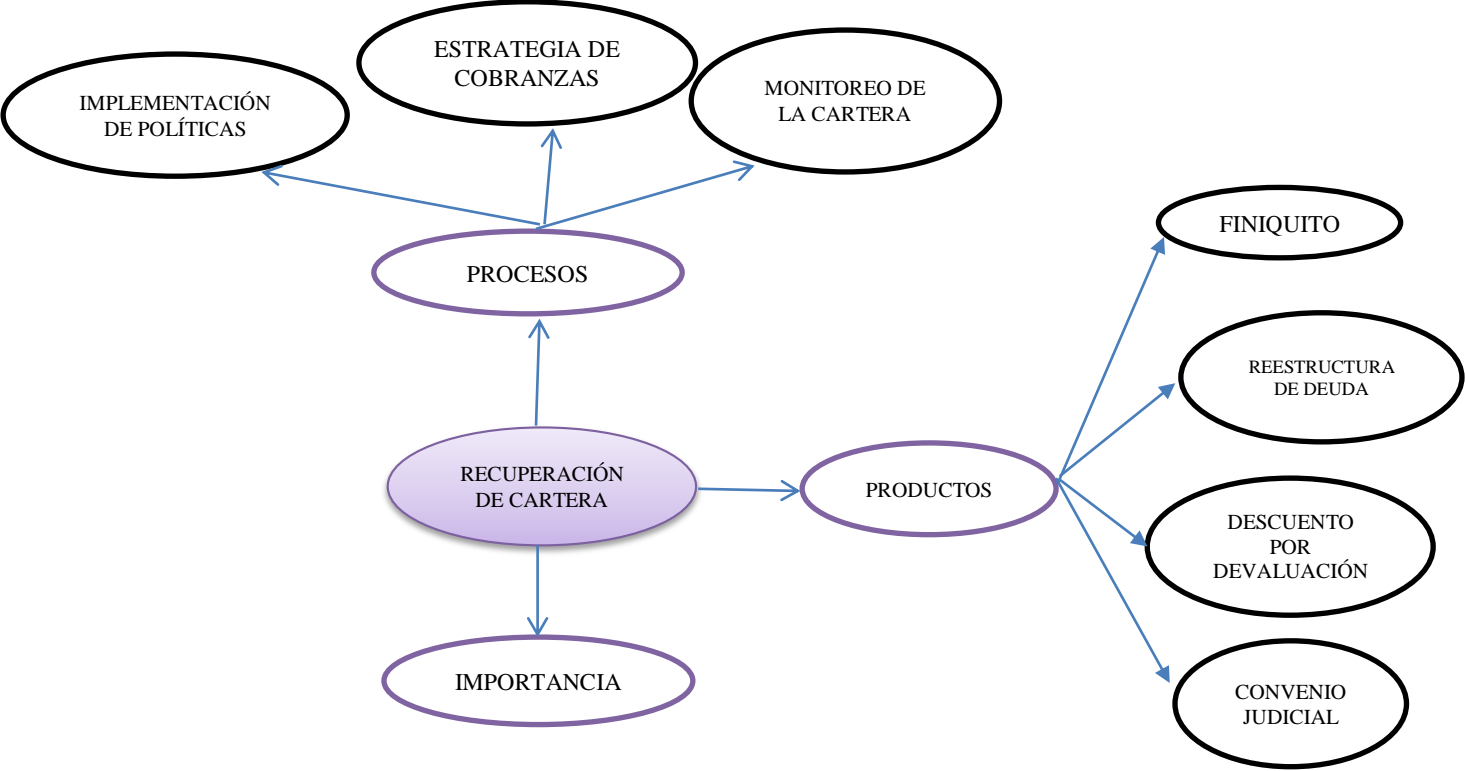 ESTRATEGIA DE
COBRANZAS
IMPLEMENTACIÓN
DE POLÍTICAS
MONITOREO DE
LA CARTERA
PROCESOS
FINIQUITO
REESTRUCTURA
DE DEUDA
RECUPERACIÓN
DE CARTERA
PRODUCTOS
DESCUENTO
POR
DEVALUACIÓN
IMPORTANCIA
CONVENIO
JUDICIAL